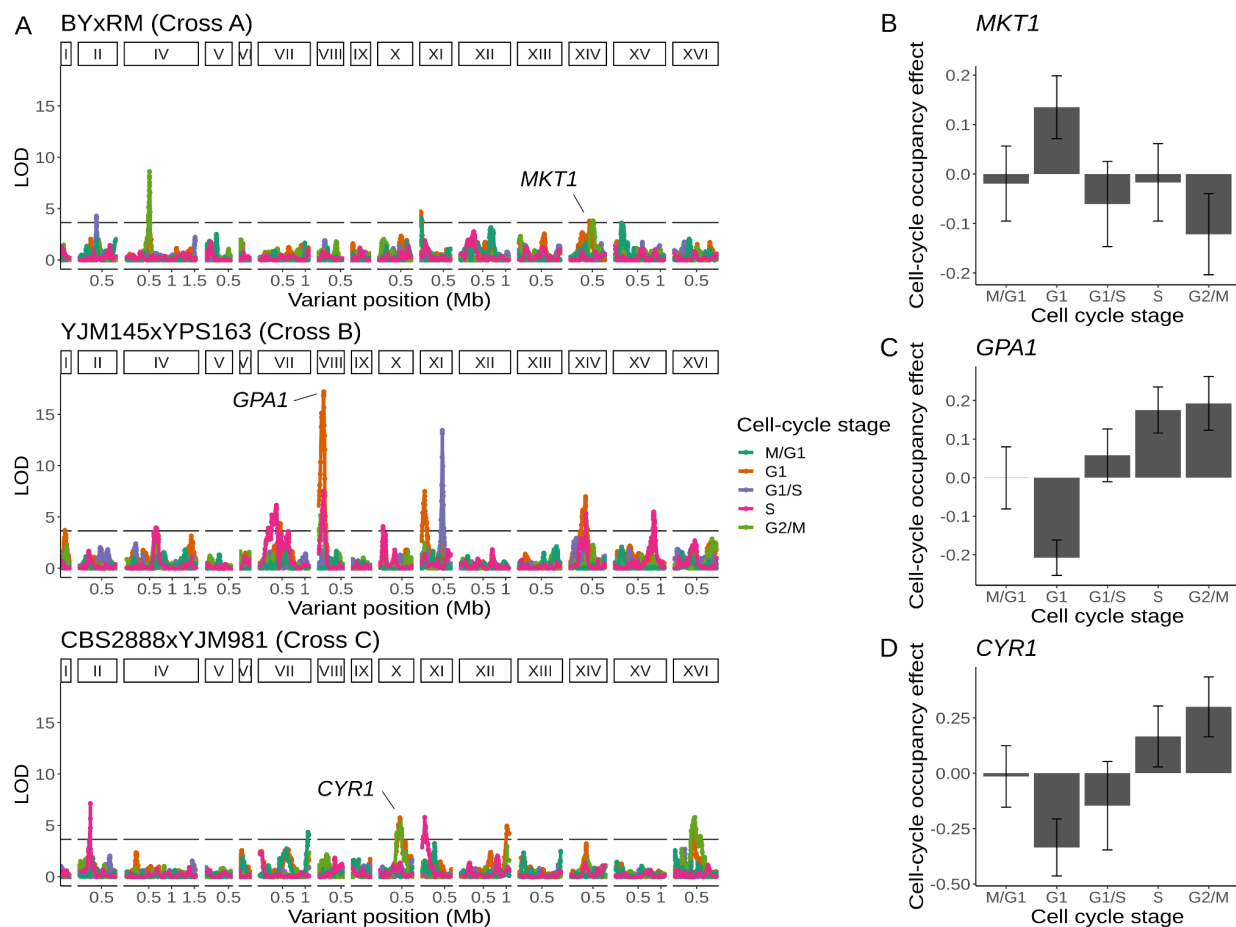 A
BYxRM (Cross A)
I II IV V VI VII VIII IX X XI XII XIII XIV XV XVI
LOD
15
10
5
0
MKT1
0.5 0.5 1 1.5 0.5 0.5 1 0.5 0.5 0.5 0.5 1 0.5 0.5 0.5 1 0.5
Variant position (Mb)
YJM145xYPS163 (Cross B)
I II IV V VI VII VIII IX X XI XII XIII XIV XV XVI
LOD
15
10
5
0
GPA1
0.5 0.5 1 1.5 0.5 0.5 1 0.5 0.5 0.5 0.5 1 0.5 0.5 0.5 1 0.5
Variant position (Mb)
CBS2888xYJM981 (Cross C)
I II IV V VI VII VIII IX X XI XII XIII XIV XV XVI
LOD
15
10
5
0
CYR1
0.5 0.5 1 1.5 0.5 0.5 1 0.5 0.5 0.5 0.5 1 0.5 0.5 0.5 1 0.5
Variant position (Mb)
Cell-cycle stage
M/G1
G1
G1/S
S
G2/M
B
MKT1
Cell-cycle occupancy effect
0.2
0.1
0.0
-0.1
-0.2
M/G1 G1 G1/S S G2/M
Cell cycle stage
C
GPA1
Cell-cycle occupancy effect
0.2
0.1
0.0
-0.1
-0.2
M/G1 G1 G1/S S G2/M
Cell cycle stage
D
CYR1
Cell-cycle occupancy effect
0.25
0.00
-0.25
-0.50
M/G1 G1 G1/S S G2/M
Cell cycle stage